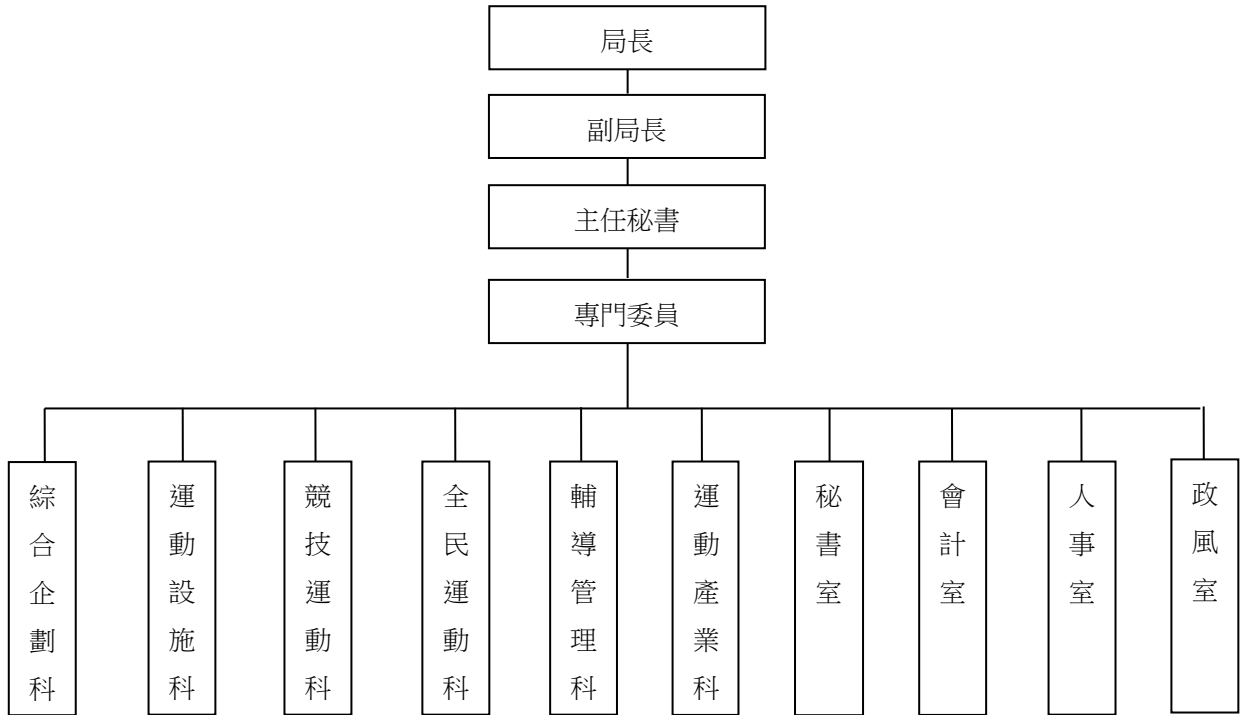 局長
副局長
主任秘書
專門委員
綜合企劃科
運動設施科
競技運動科
全民運動科
輔導管理科
運動產業科
秘書室
會計室
人事室
政風室